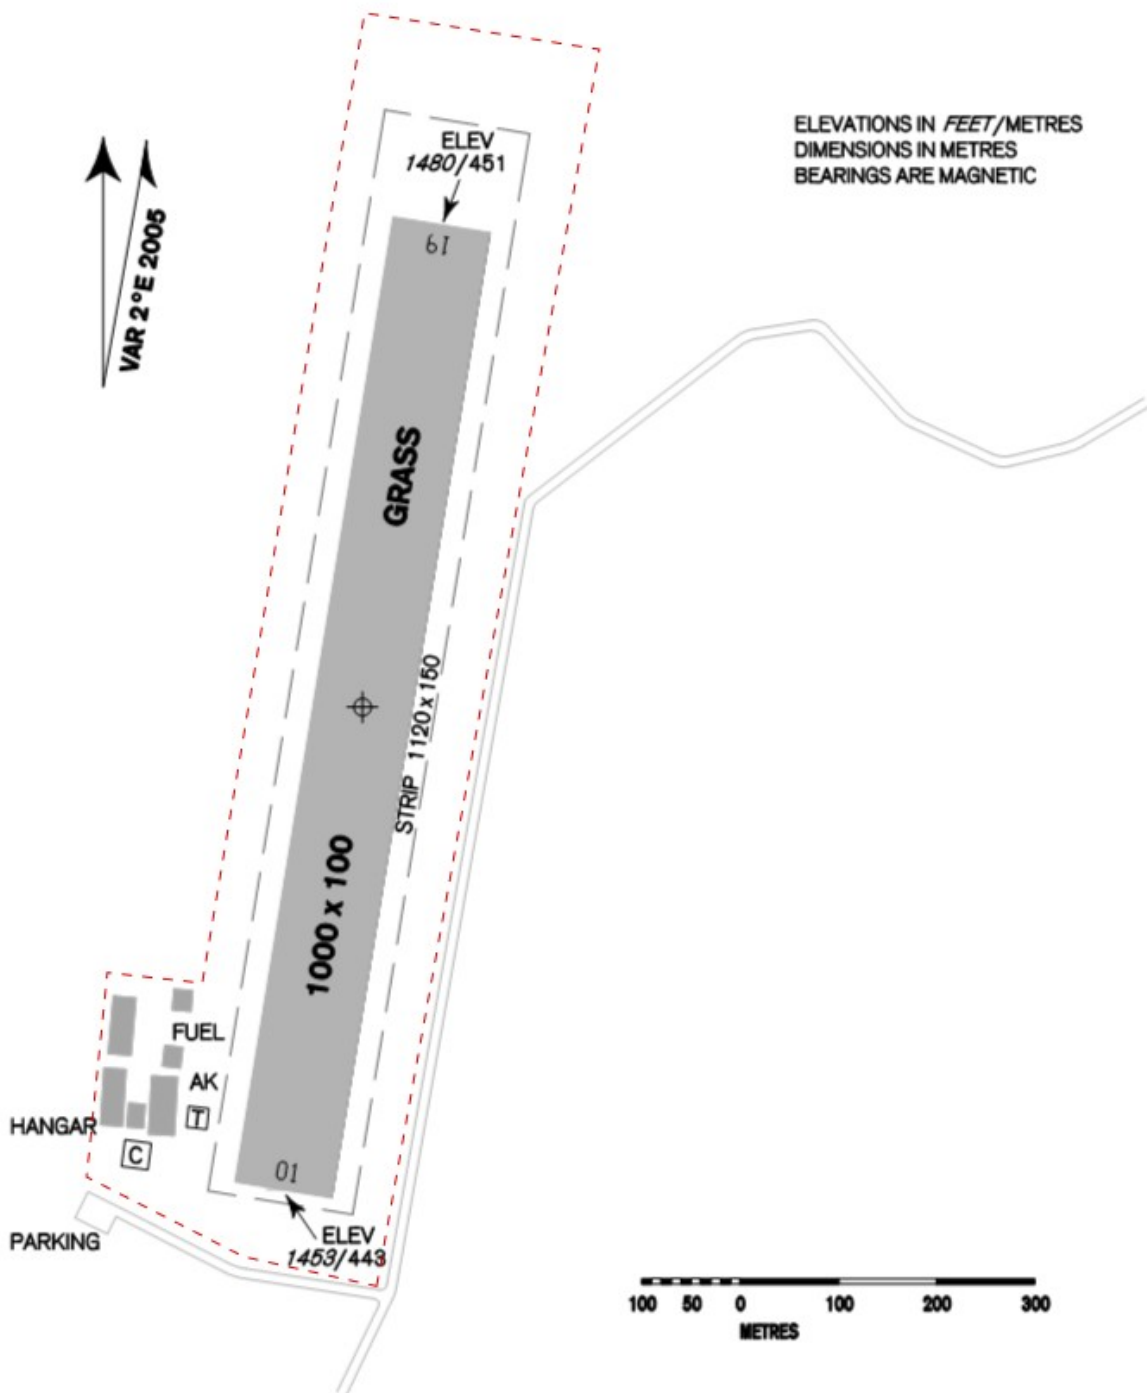 ELEVATIONS IN FEET/METRES
DIMENSIONS IN METRES
BEARINGS ARE MAGNETIC
ELEV
1480/451
19
VAR 2°E 2005
GRASS
STRIP 1120 x 150
1000 x 100
FUEL
AK
T
HANGAR
C
01
PARKING
ELEV
1453/443
100 50 0 100 200 300
METRES